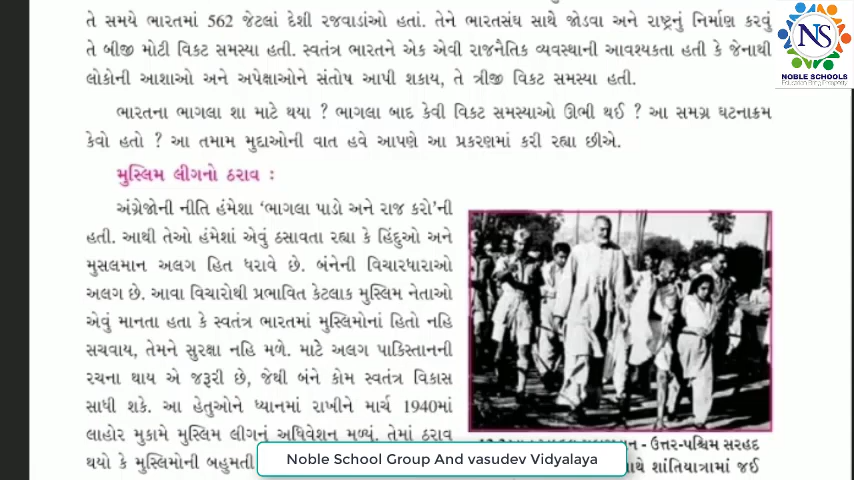 તે સમયે ભારતમાં 562 જેટલાં દેશી રજવાડાંઓ હતાં. તેને ભારતસંઘ સાથે જોડવા અને રાષ્ટ્રનું નિર્માણ કરવું
તે બીજી મોટી વિકટ સમસ્યા હતી. સ્વતંત્ર ભારતને એક એવી રાજનૈતિક વ્યવસ્થાની આવશ્યકતા હતી કે જેનાથી
લોકોની આશાઓ અને અપેક્ષાઓને સંતોષ આપી શકાય, તે ત્રીજી વિકટ સમસ્યા હતી.
NS
NOBLE SCHOOLS
ભારતના ભાગલા શા માટે થયા ? ભાગલા બાદ કેવી વિકટ સમસ્યાઓ ઊભી થઈ ? આ સમગ્ર ઘટનાક્રમ
કેવો હતો ? આ તમામ મુદ્દાઓની વાત હવે આપણે આ પ્રકરણમાં કરી રહ્યા છીએ.
મુસ્લિમ લીગનો ઠરાવ :
અંગ્રેજોની નીતિ હંમેશા ‘ભાગલા પાડો અને રાજ કરો’ની
હતી. આથી તેઓ હંમેશાં એવું ઠસાવતા રહ્યા કે હિંદુઓ અને
મુસલમાન અલગ હિત ધરાવે છે. બંનેની વિચારધારાઓ
અલગ છે. આવા વિચારોથી પ્રભાવિત કેટલાક મુસ્લિમ નેતાઓ
એવું માનતા હતા કે સ્વતંત્ર ભારતમાં મુસ્લિમોનાં હિતો નહિ
સચવાય, તેમને સુરક્ષા નહિ મળે. માટે અલગ પાકિસ્તાનની
રચના થાય એ જરૂરી છે, જેથી બંને કોમ સ્વતંત્ર વિકાસ
સાધી શકે. આ હેતુઓને ધ્યાનમાં રાખીને માર્ચ 1940માં
લાહોર મુકામે મુસ્લિમ લીગનું અધિવેશન મળ્યું. તેમાં ઠરાવ
થયો કે મુસ્લિમોની બહુમતી
- ઉત્તર-પશ્ચિમ સરહદ
શાંતિયાત્રામાં જઈ
Noble School Group And vasudev Vidyalaya